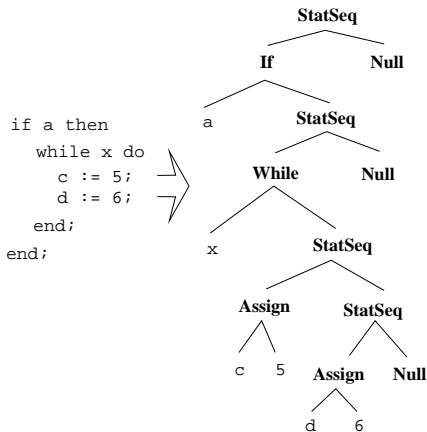 if a then
while x do
c := 5;
d := 6;
end;
end;
StatSeq
If Null
a StatSeq
While Null
x StatSeq
Assign StatSeq
c 5 Assign Null
d 6